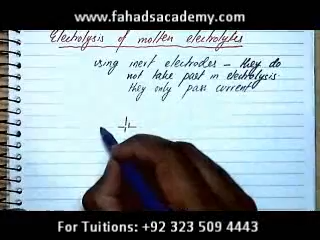 www.fahadsacademy.com
Electrolysis of molten electrolytes
using inert electrodes – they do
not take part in electrolysis
they only pass current
For Tuitions: +92 323 509 4443